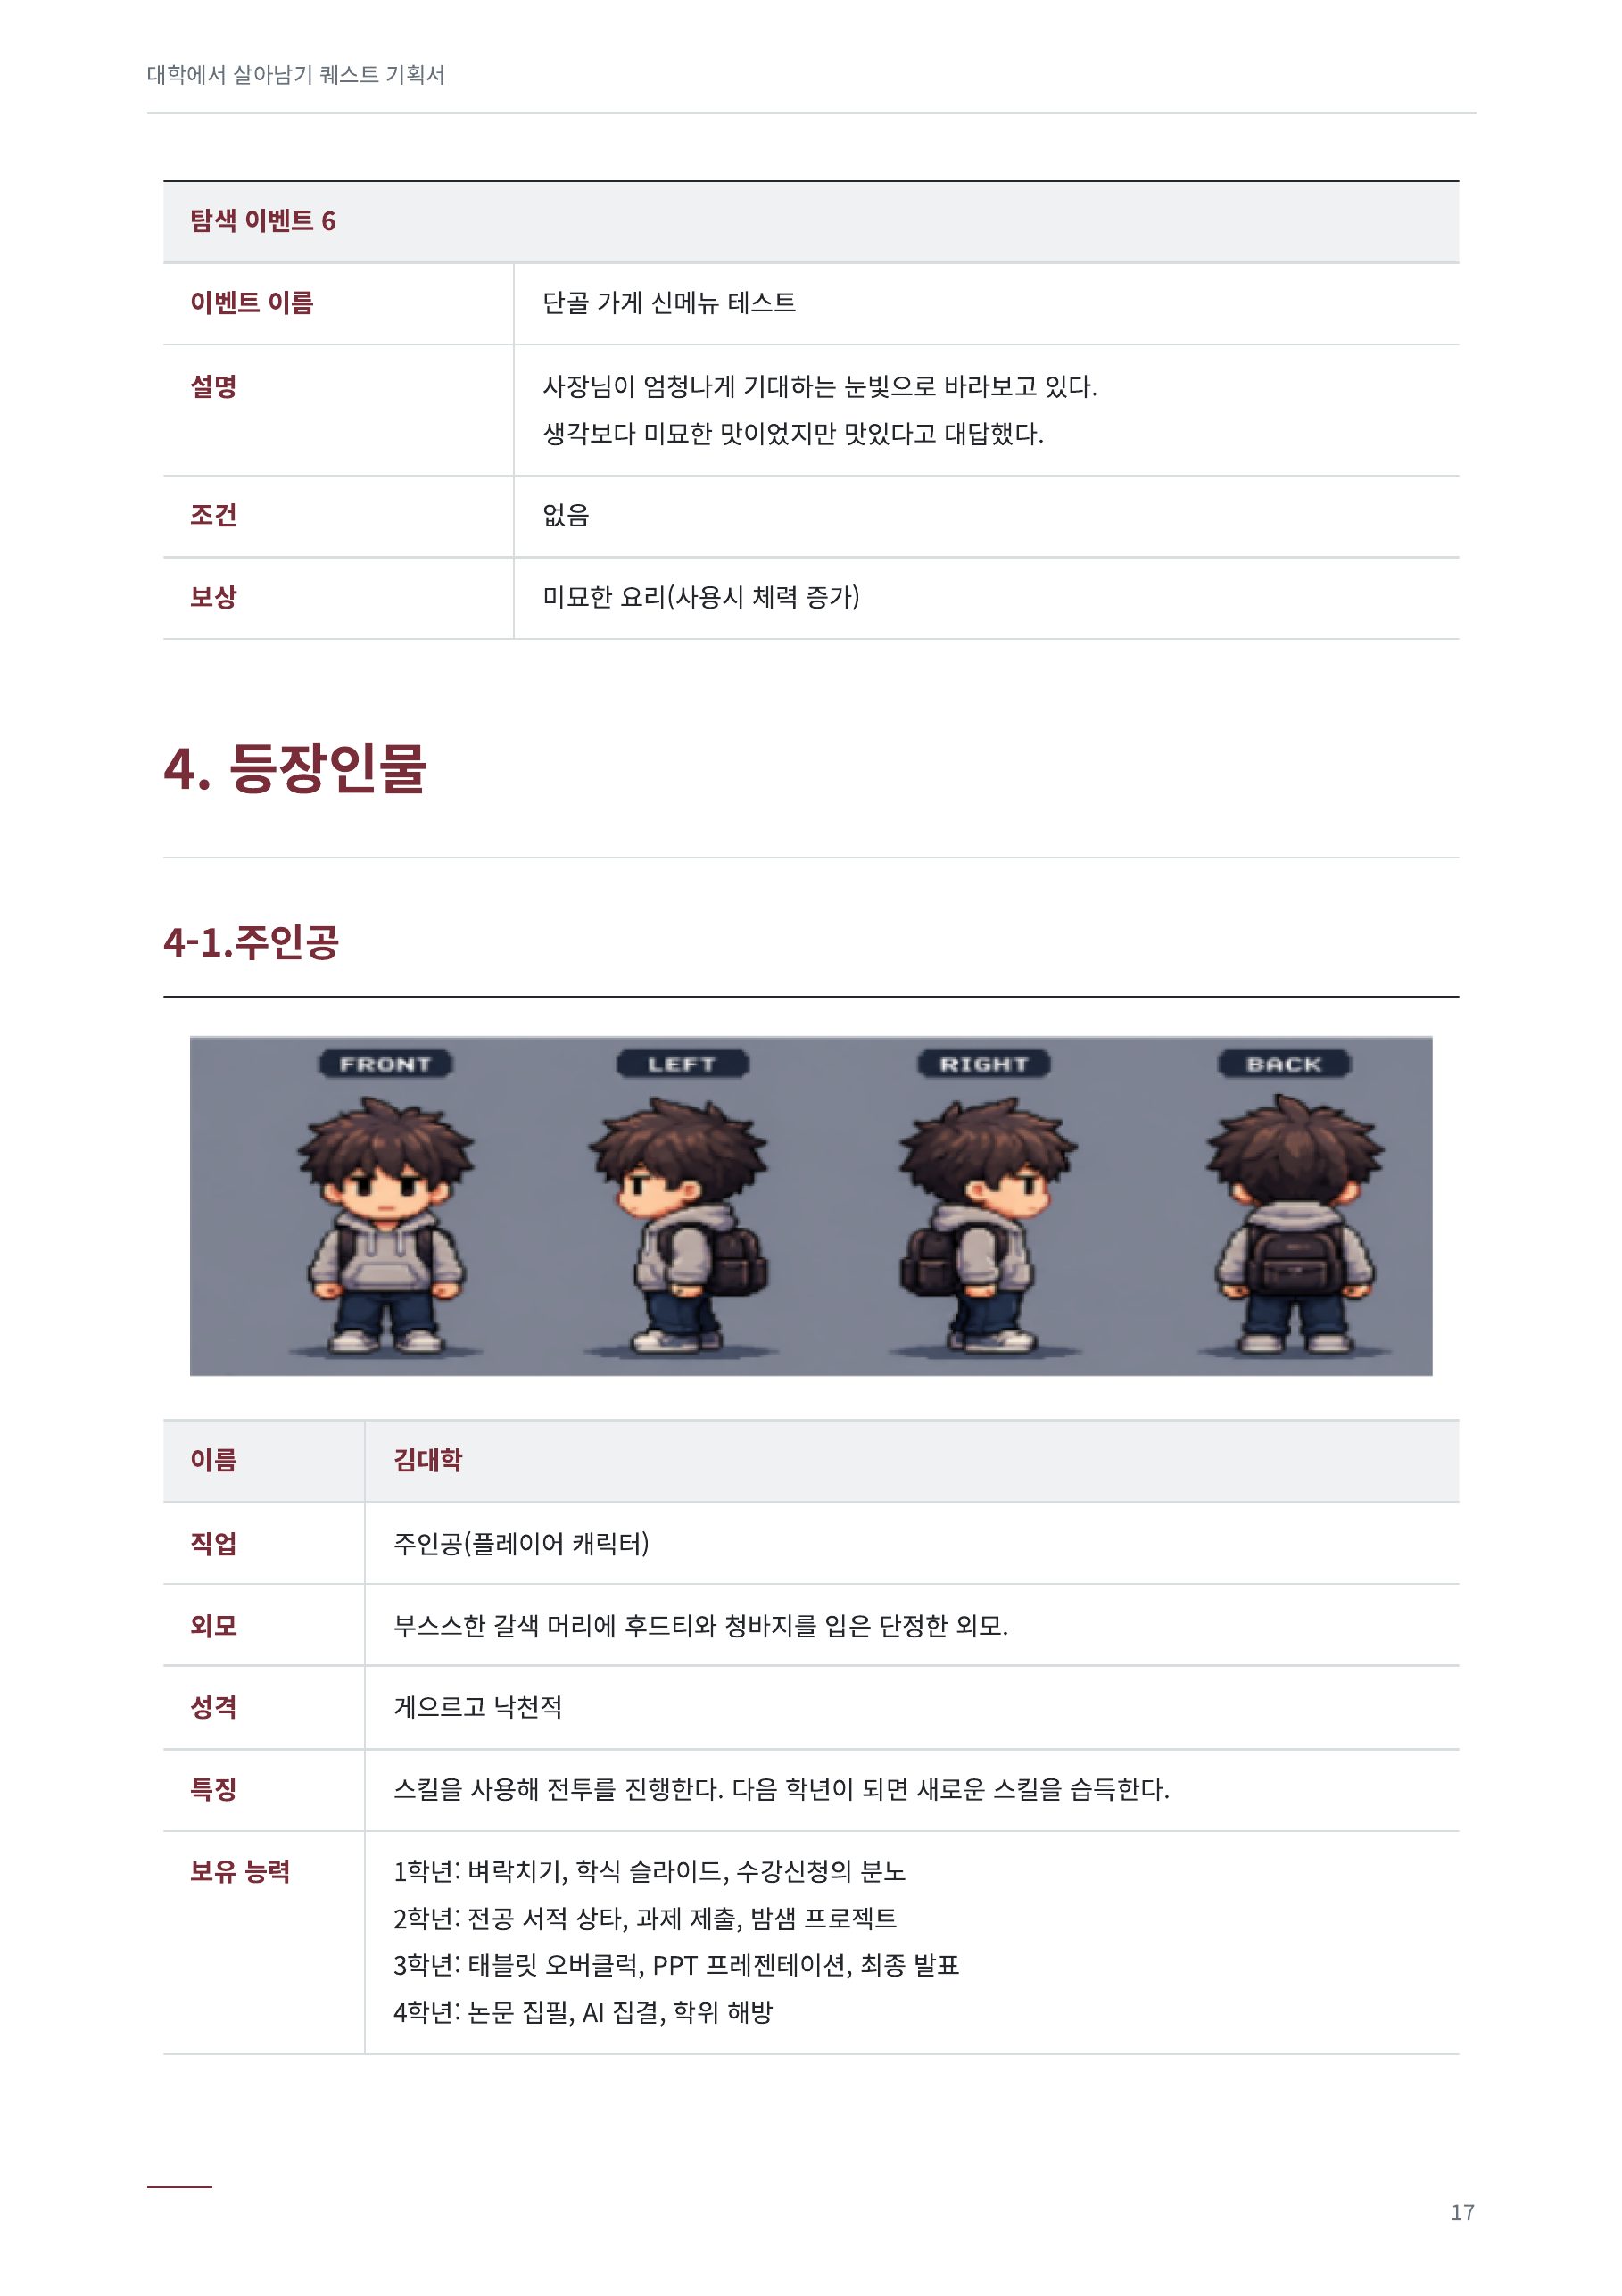 대학에서 살아남기 퀘스트 기획서
탐색 이벤트 6
이벤트 이름 단골 가게 신메뉴 테스트
설명 사장님이 엄청나게 기대하는 눈빛으로 바라보고 있다.
생각보다 미묘한 맛이었지만 맛있다고 대답했다.
조건 없음
보상 미묘한 요리(사용시 체력 증가)
4. 등장인물
4-1.주인공
FRONT LEFT RIGHT BACK
이름 김대학
직업 주인공(플레이어 캐릭터)
외모 부스스한 갈색 머리에 후드티와 청바지를 입은 단정한 외모.
성격 게으르고 낙천적
특징 스킬을 사용해 전투를 진행한다. 다음 학년이 되면 새로운 스킬을 습득한다.
보유 능력 1학년: 벼락치기, 학식 슬라이드, 수강신청의 분노
2학년: 전공 서적 상타, 과제 제출, 밤샘 프로젝트
3학년: 태블릿 오버클럭, PPT 프레젠테이션, 최종 발표
4학년: 논문 집필, AI 집결, 학위 해방
17